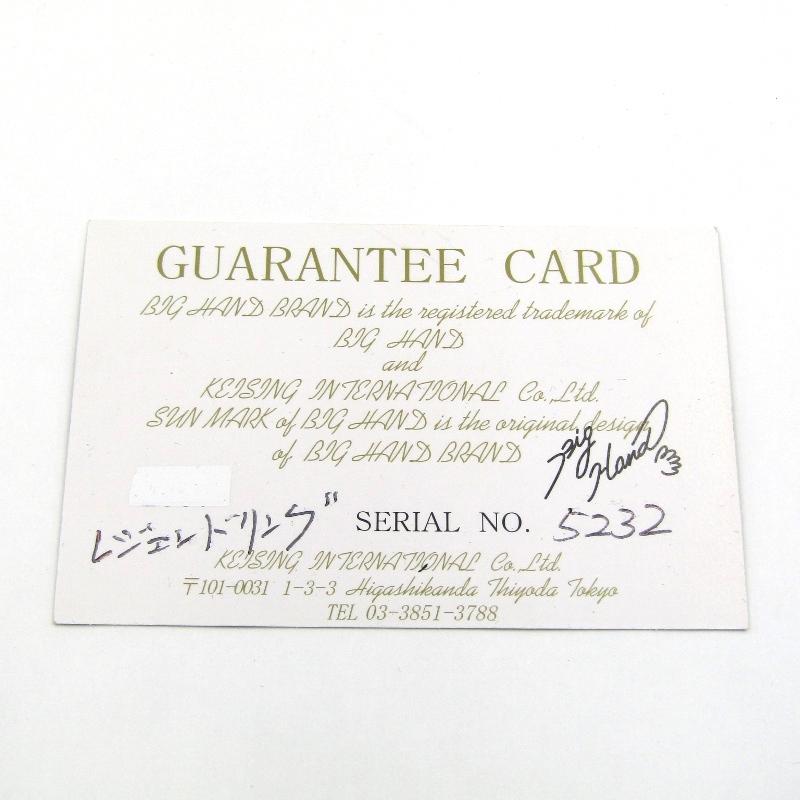 GUARANTEE CARD
BIG HAND BRAND is the registered trademark of
BIG HAND
and
KEISING INTERNATIONAL Co., Ltd.
SUN MARK of BIG HAND is the original design
of BIG HAND BRAND
Big Hand
レジェンドリング
SERIAL NO. 5232
KEISING INTERNATIONAL Co., Ltd.
〒101-0031 1-3-3 Higashikanda Thiyoda Tokyo
TEL 03-3851-3788